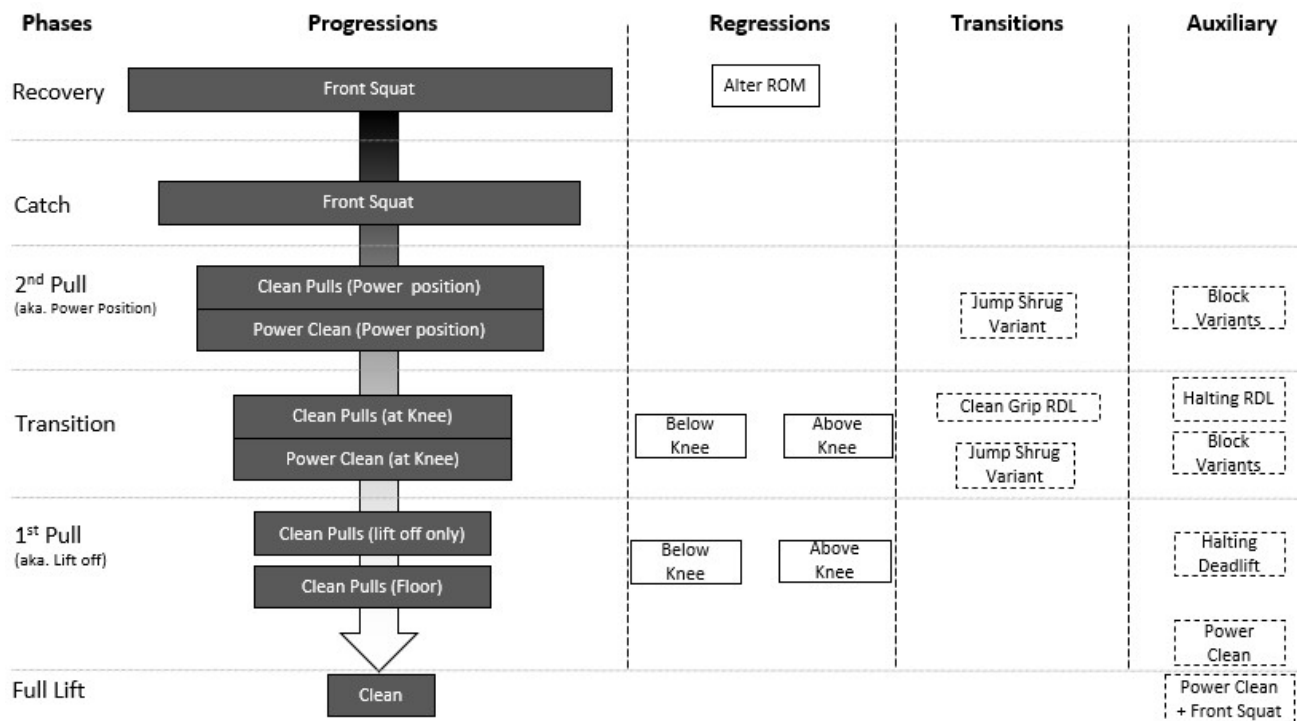 Phases Progressions Regressions Transitions Auxiliary
Recovery
Front Squat
Alter ROM
Catch
Front Squat
2nd Pull
(aka. Power Position)
Clean Pulls (Power position)
Power Clean (Power position)
Jump Shrug
Variant
Block
Variants
Transition
Clean Pulls (at Knee)
Power Clean (at Knee)
Below
Knee
Above
Knee
Clean Grip RDL
Jump Shrug
Variant
Halting RDL
Block
Variants
1st Pull
(aka. Lift off)
Clean Pulls (lift off only)
Clean Pulls (Floor)
Below
Knee
Above
Knee
Halting
Deadlift
Power
Clean
Full Lift
Clean
Power Clean
+ Front Squat